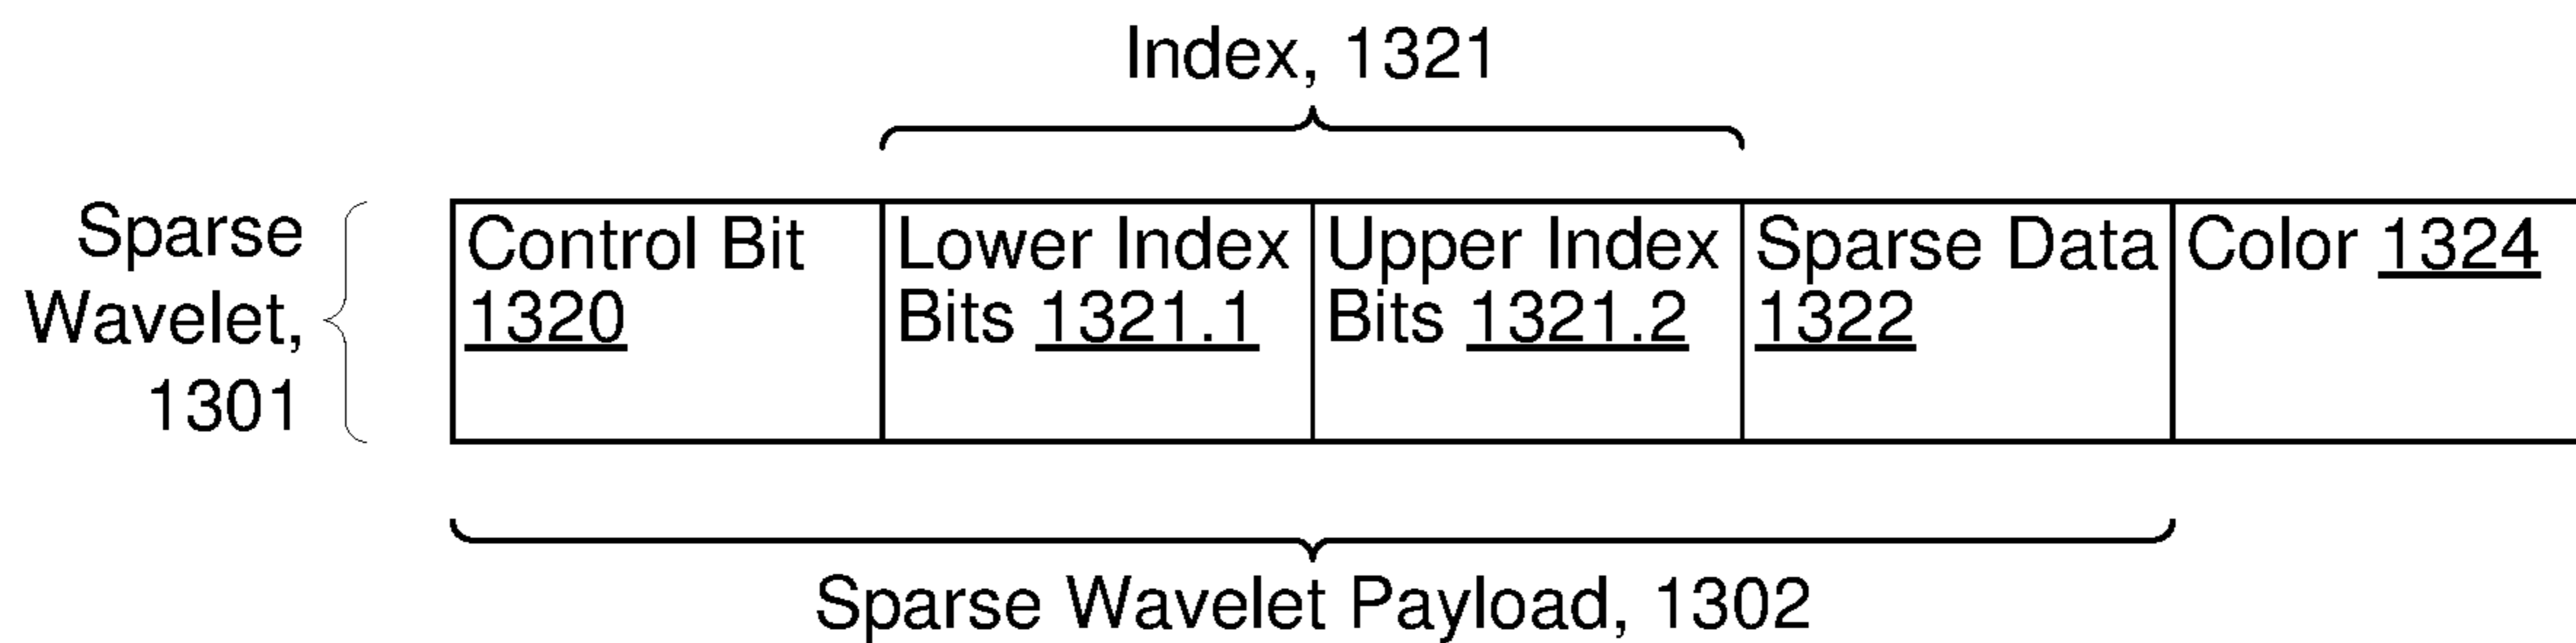 Index, 1321
Sparse
Wavelet,
1301
Control Bit
1320
Lower Index
Bits 1321.1
Upper Index
Bits 1321.2
Sparse Data
1322
Color 1324
Sparse Wavelet Payload, 1302